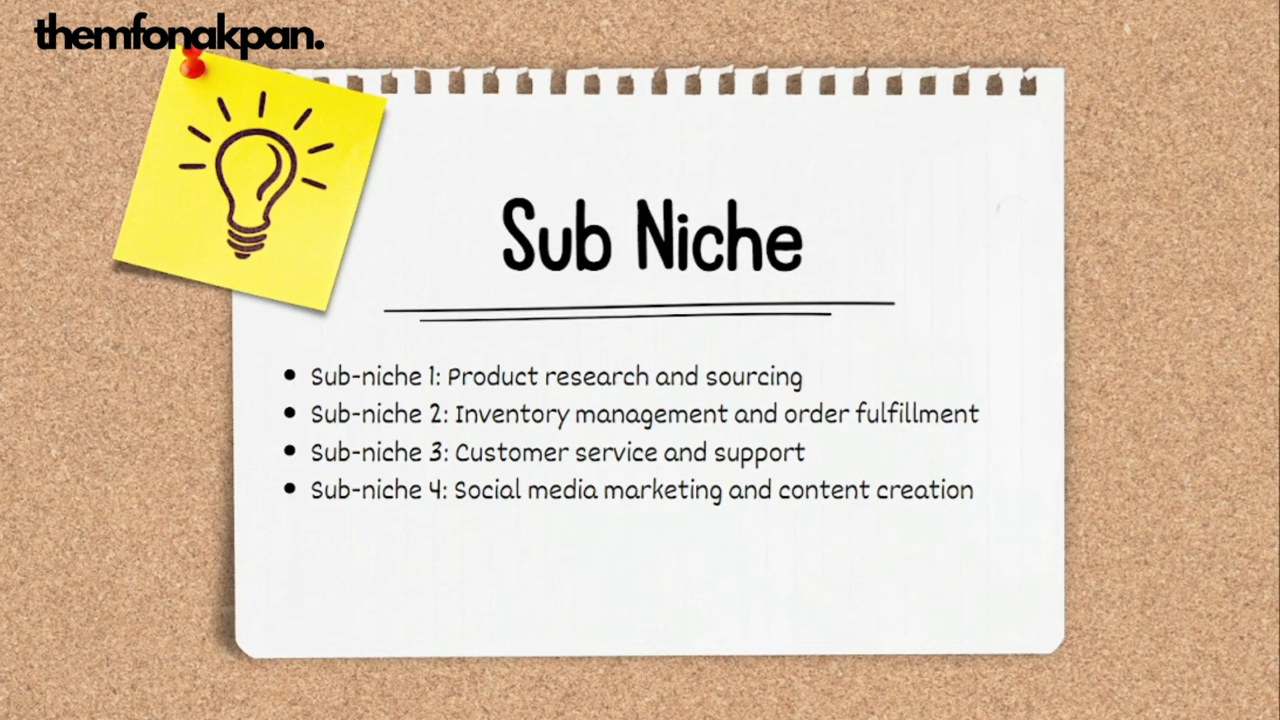 themfonakpan.
Sub Niche
• Sub-niche 1: Product research and sourcing
• Sub-niche 2: Inventory management and order fulfillment
• Sub-niche 3: Customer service and support
• Sub-niche 4: Social media marketing and content creation